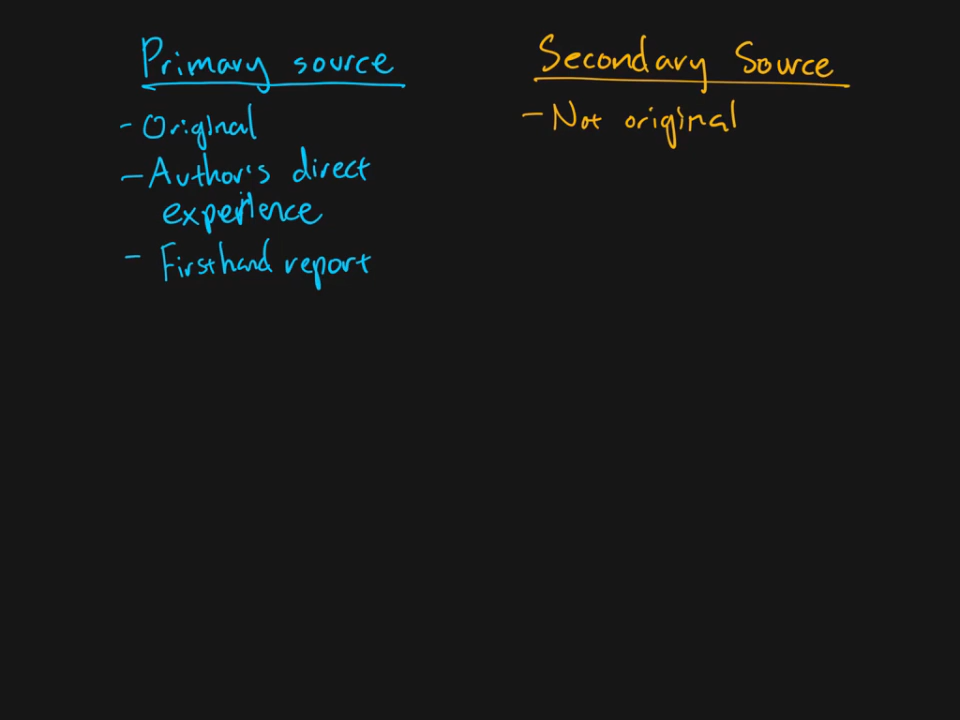 Primary source
- Original
- Author's direct
experience
- Firsthand report
Secondary Source
- Not original